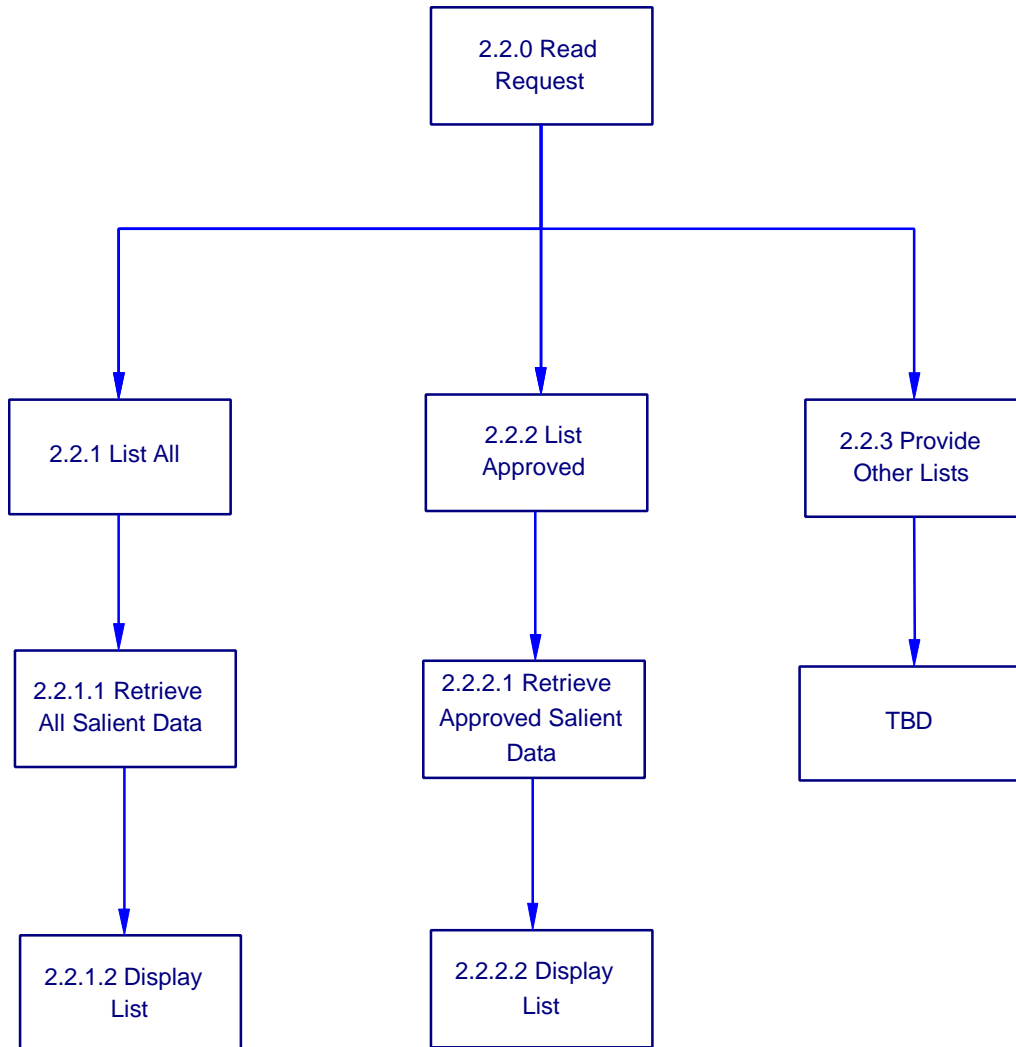 2.2.0 Read
Request
2.2.1 List All
2.2.2 List
Approved
2.2.3 Provide
Other Lists
2.2.1.1 Retrieve
All Salient Data
2.2.2.1 Retrieve
Approved Salient
Data
TBD
2.2.1.2 Display
List
2.2.2.2 Display
List